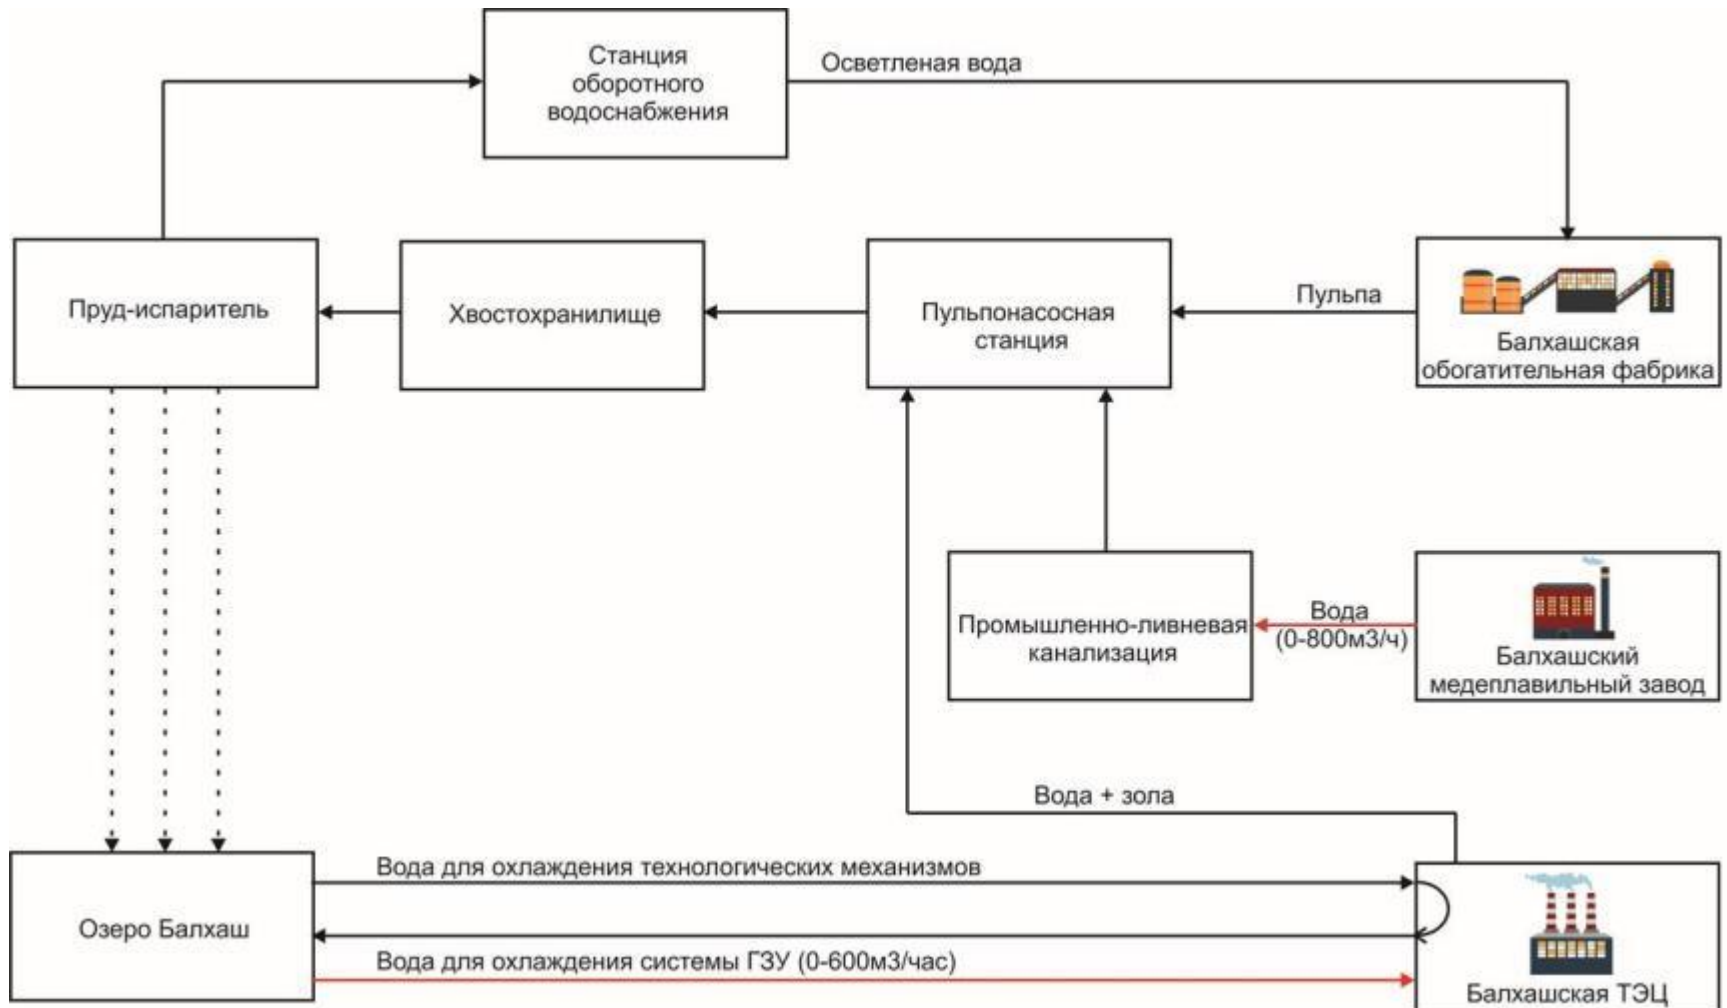 Станция
оборотного
водоснабжения
Осветленая вода
Пруд-испаритель
Хвостохранилище
Пульпонасосная
станция
Пульпа
Балхашская
обогатительная фабрика
Промышленно-ливневая
канализация
Вода
(0-800м3/ч)
Балхашский
медеплавильный завод
Вода + зола
Озеро Балхаш
Вода для охлаждения технологических механизмов
Вода для охлаждения системы ГЗУ (0-600м3/час)
Балхашская ТЭЦ